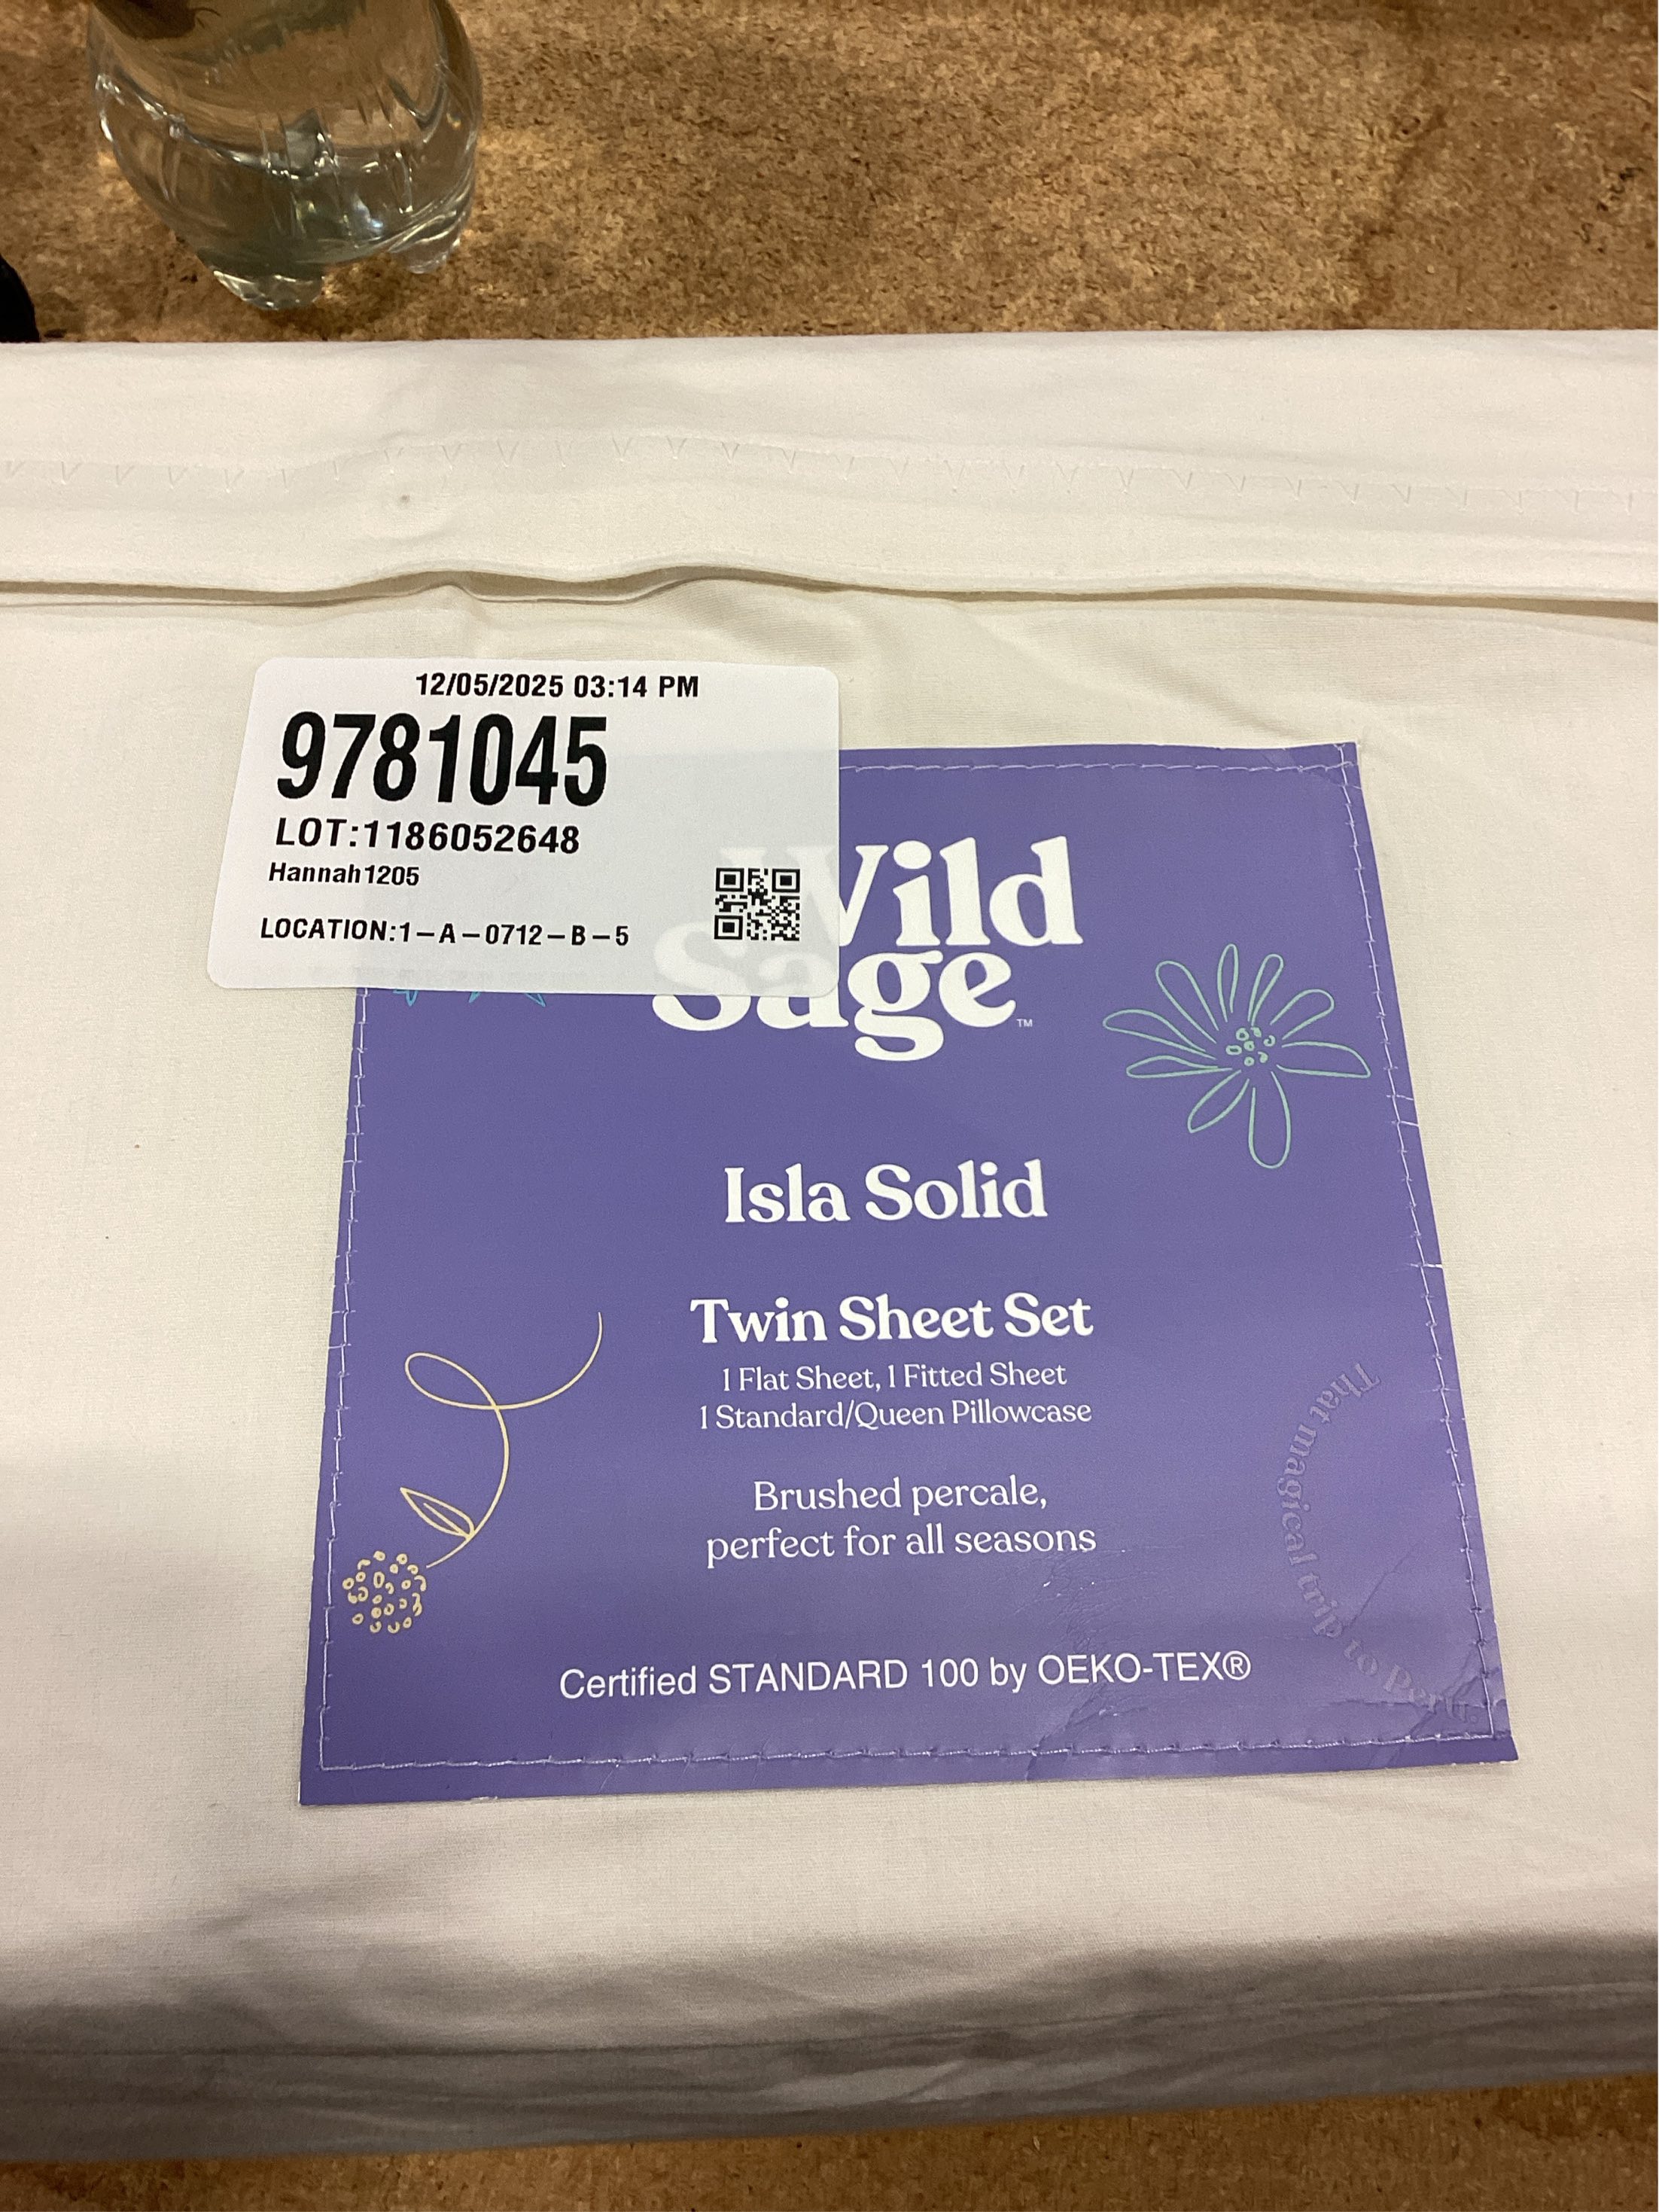 12/05/2025 03:14 PM
9781045
LOT:1186052648
Hannah1205
LOCATION:1-A-0712-B-5
Wild
Sage™
Isla Solid
Twin Sheet Set
1 Flat Sheet, 1 Fitted Sheet
1 Standard/Queen Pillowcase
Brushed percale,
perfect for all seasons
That magical trip to Peru.
Certified STANDARD 100 by OEKO-TEX®